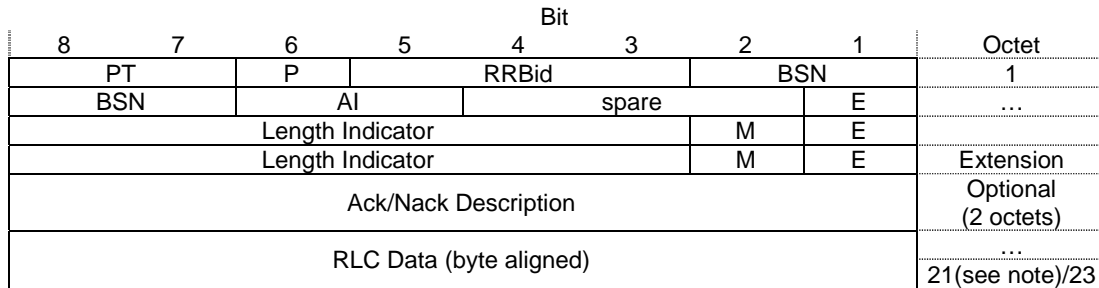 Bit
8 7 6 5 4 3 2 1 Octet
PT P RRBid BSN 1
BSN AI spare E …
Length Indicator M E
Length Indicator M E Extension
Ack/Nack Description Optional
(2 octets)
RLC Data (byte aligned) …
21(see note)/23